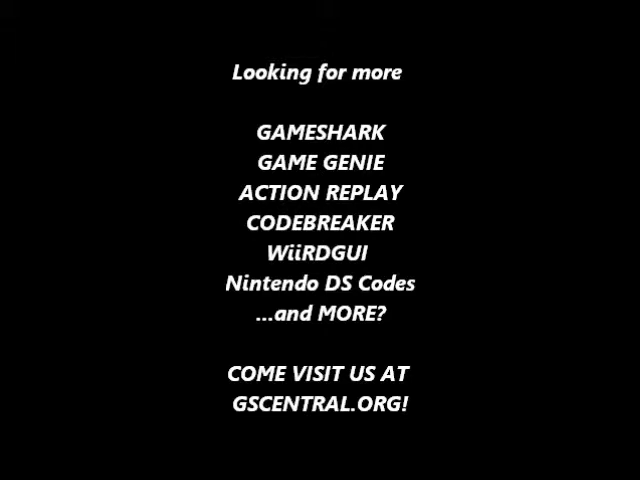 Looking for more
GAMESHARK
GAME GENIE
ACTION REPLAY
CODEBREAKER
WiiRDGUI
Nintendo DS Codes
...and MORE?
COME VISIT US AT
GSCENTRAL.ORG!